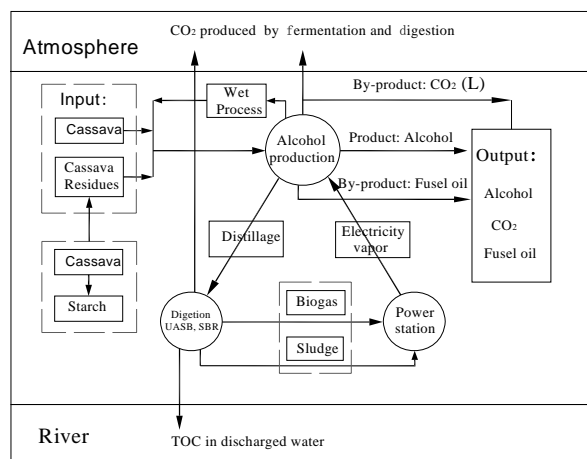 CO2 produced by fermentation and digestion
Atmosphere
Input:
Wet
Process
By-product: CO2 (L)
Cassava
Alcohol
production
Product: Alcohol
Output:
Cassava
Residues
By-product: Fusel oil
Alcohol
CO2
Fusel oil
Distillage
Electricity
vapor
Cassava
Starch
Digetion
UASB, SBR
Biogas
Power
station
Sludge
River
TOC in discharged water